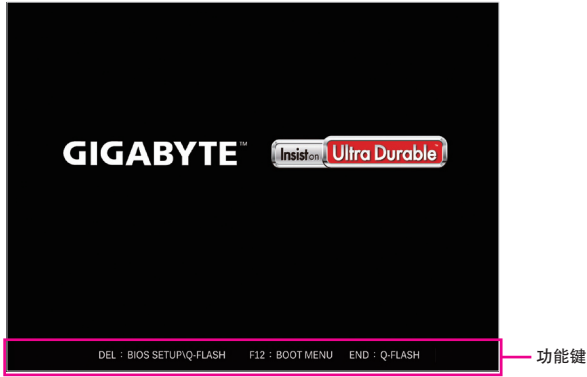 GIGABYTE™
Insist on Ultra Durable™
DEL : BIOS SETUP\Q-FLASH F12 : BOOT MENU END : Q-FLASH
功能键